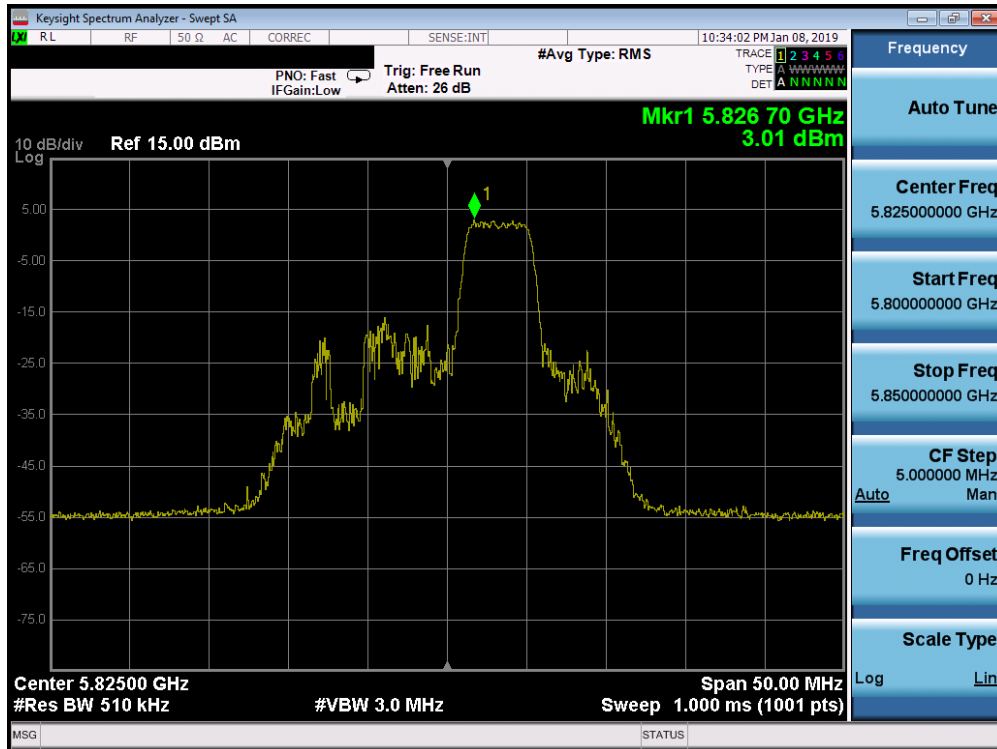 Keysight Spectrum Analyzer - Swept SA
LXI RL RF 50 Ω AC CORREC SENSE:INT 10:34:02 PM Jan 08, 2019
PNO: Fast Trig: Free Run #Avg Type: RMS TRACE 1 2 3 4 5 6
IFGain:Low Atten: 26 dB TYPE A WWWWW
DET A N N N N N
Mkr1 5.826 70 GHz
3.01 dBm
10 dB/div Ref 15.00 dBm
Log
1
5.00
-5.00
-15.0
-25.0
-35.0
-45.0
-55.0
-65.0
-75.0
Center 5.82500 GHz Span 50.00 MHz
#Res BW 510 kHz #VBW 3.0 MHz Sweep 1.000 ms (1001 pts)
MSG STATUS
Frequency
Auto Tune
Center Freq
5.825000000 GHz
Start Freq
5.800000000 GHz
Stop Freq
5.850000000 GHz
CF Step
5.000000 MHz
Auto Man
Freq Offset
0 Hz
Scale Type
Log Lin